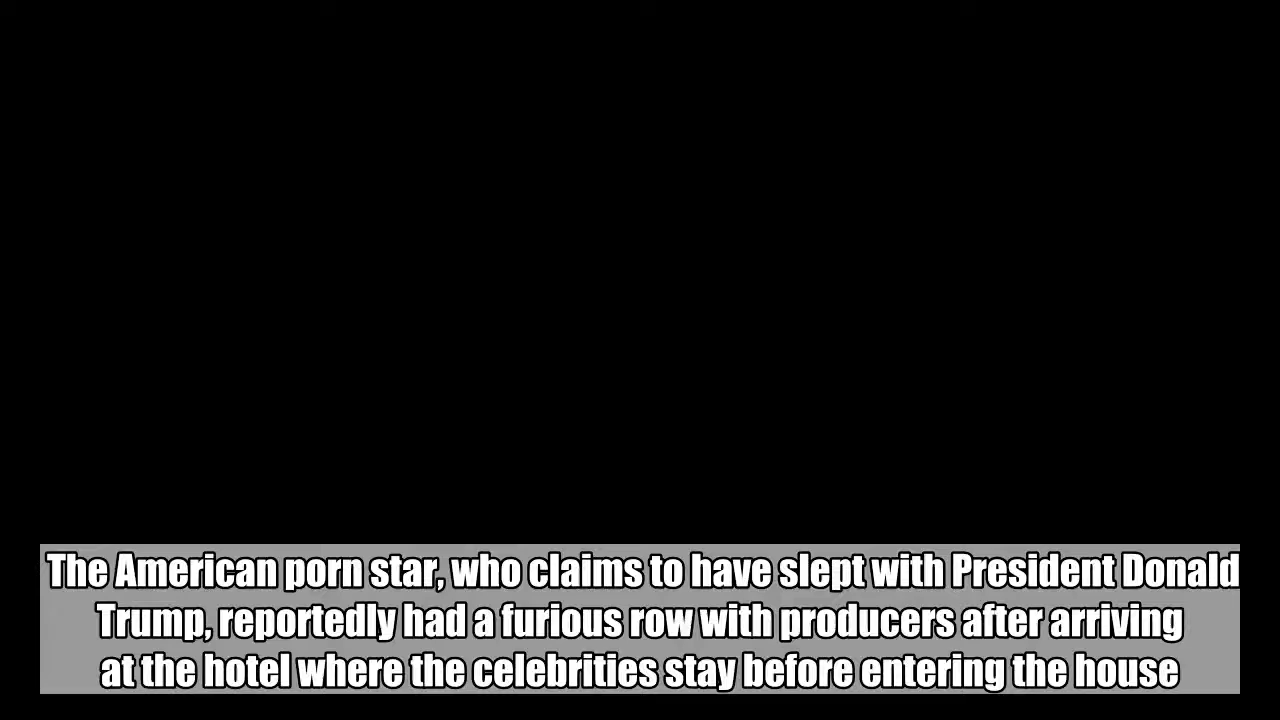 The American porn star, who claims to have slept with President Donald
Trump, reportedly had a furious row with producers after arriving
at the hotel where the celebrities stay before entering the house